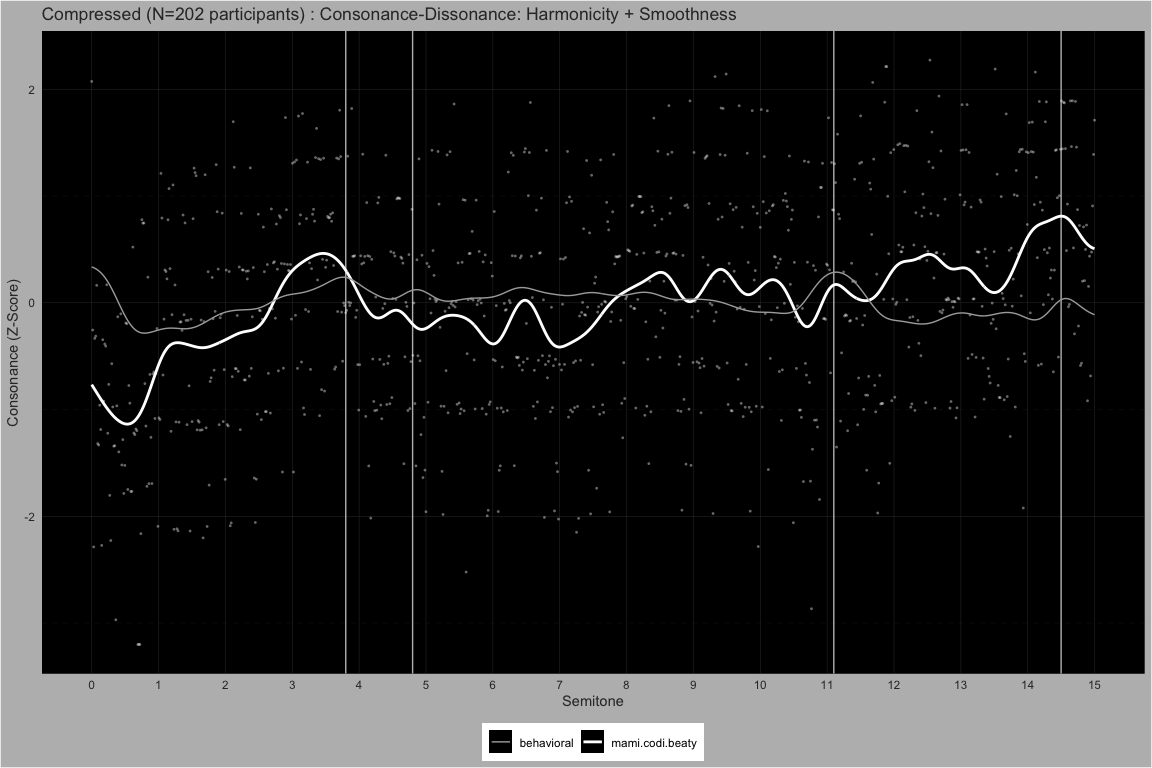 Compressed (N=202 participants) : Consonance-Dissonance: Harmonicity + Smoothness
Consonance (Z-Score)
2
0
-2
0 1 2 3 4 5 6 7 8 9 10 11 12 13 14 15
Semitone
behavioral mami.codi.beaty